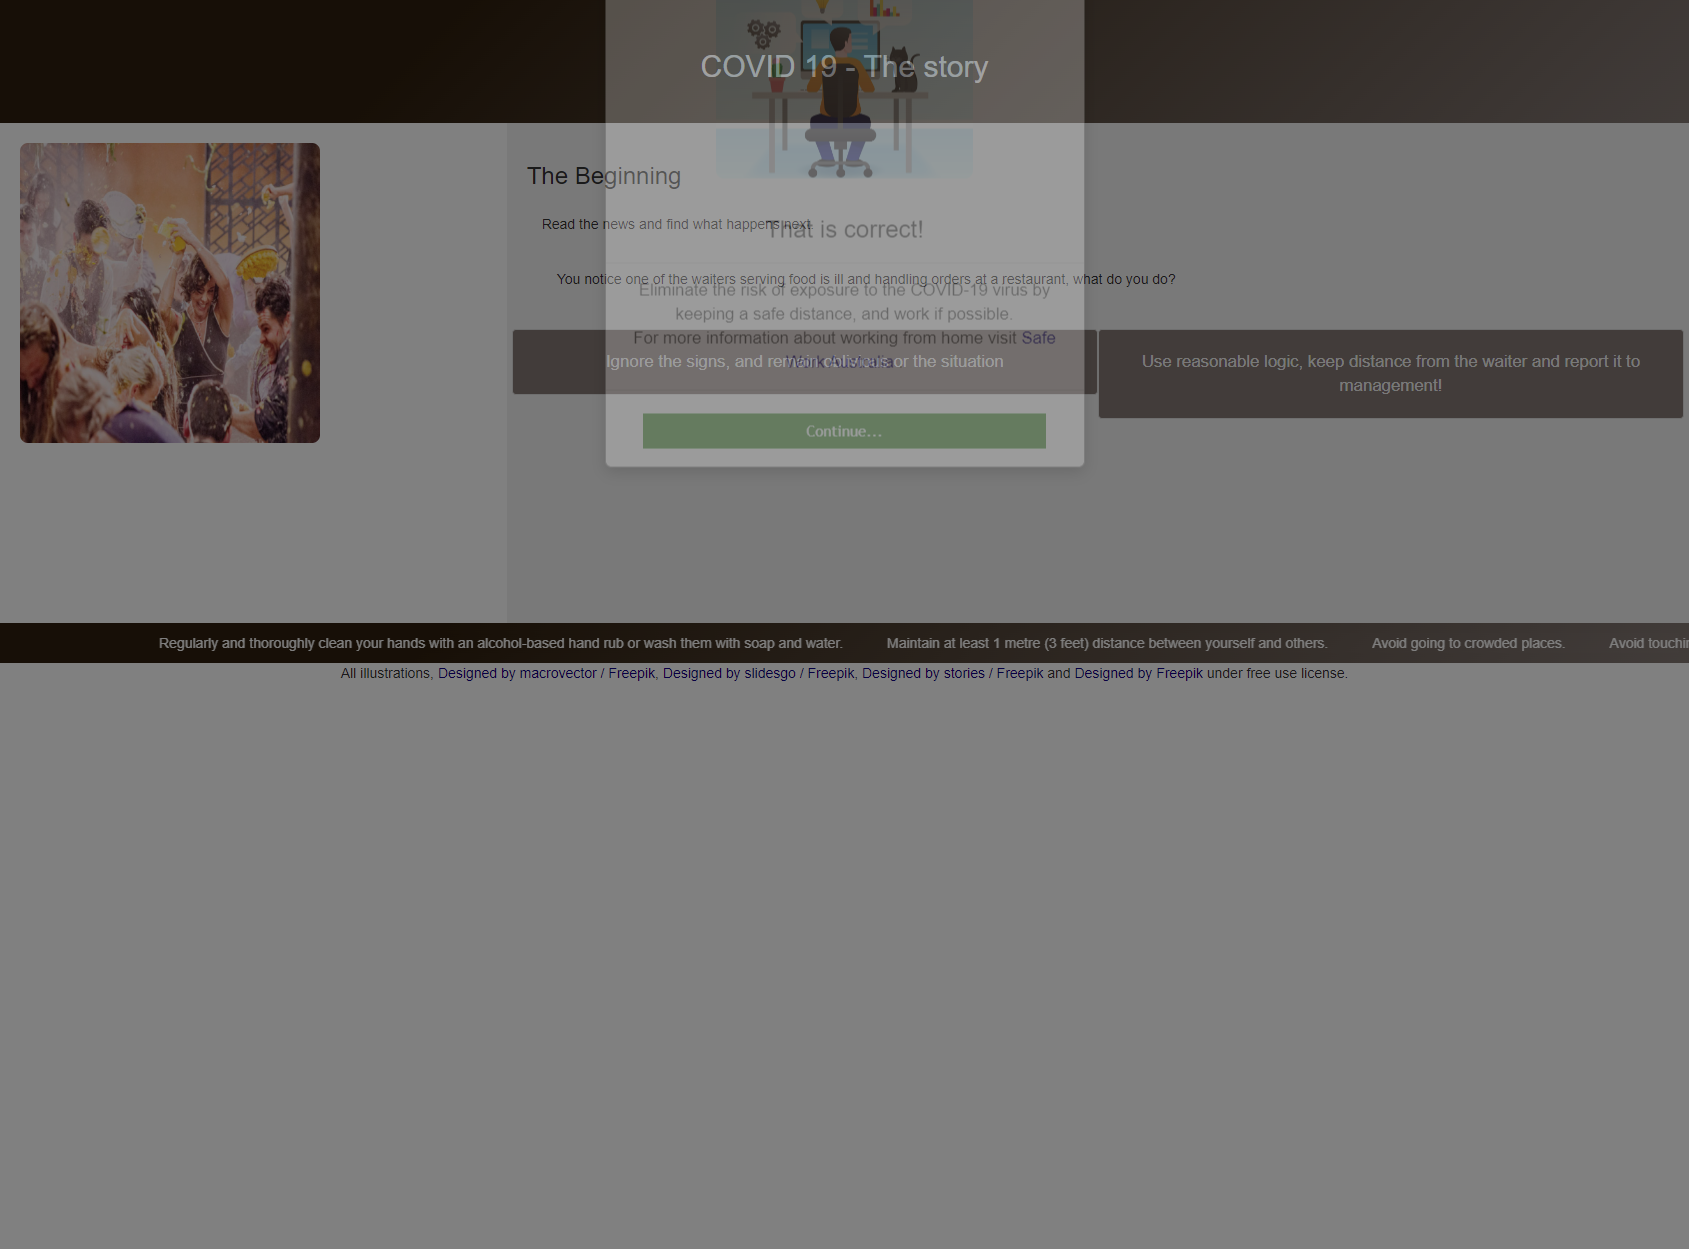 COVID 19 - The story
The Beginning
Read the news and find what happens next.
That is correct!
You notice one of the waiters serving food is ill and handling orders at a restaurant, what do you do?
Eliminate the risk of exposure to the COVID-19 virus by
keeping a safe distance, and work if possible.
For more information about working from home visit Safe
Work Australia
Ignore the signs, and remain oblivious or the situation
Use reasonable logic, keep distance from the waiter and report it to
management!
Continue...
Regularly and thoroughly clean your hands with an alcohol-based hand rub or wash them with soap and water. Maintain at least 1 metre (3 feet) distance between yourself and others. Avoid going to crowded places. Avoid touchin
All illustrations, Designed by macrovector / Freepik, Designed by slidesgo / Freepik, Designed by stories / Freepik and Designed by Freepik under free use license.